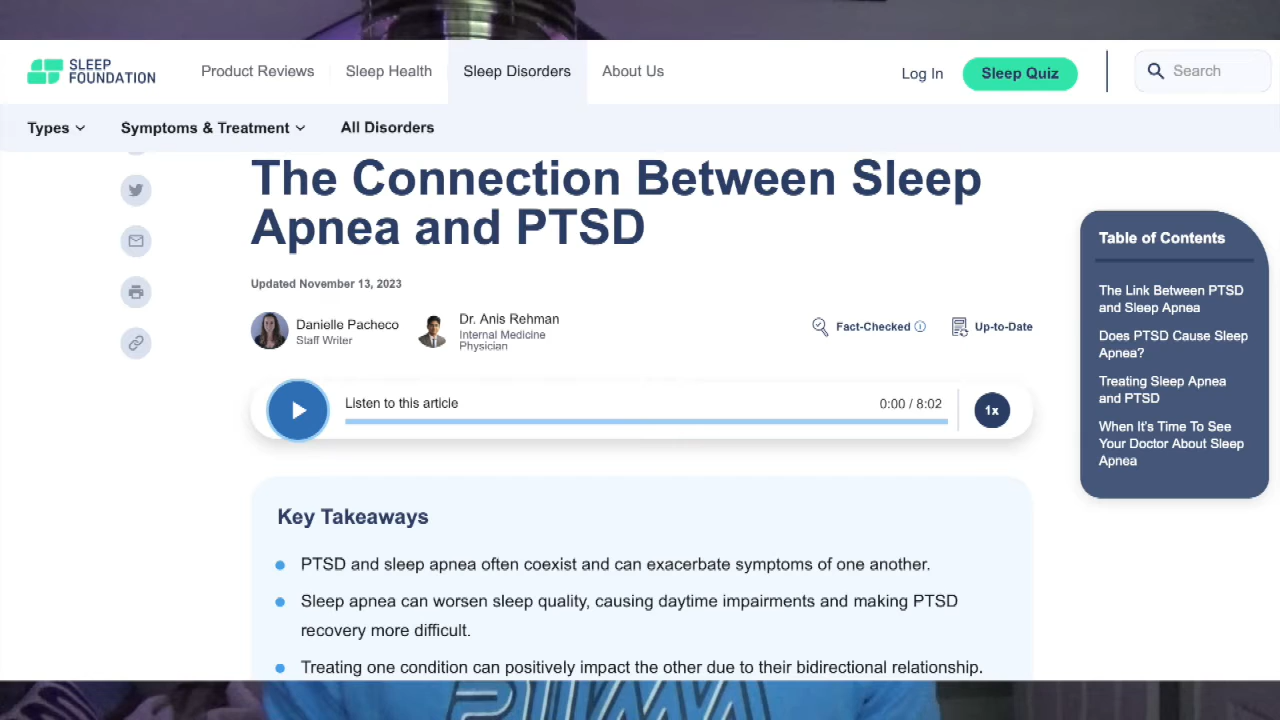 SLEEP
FOUNDATION
Product Reviews
Sleep Health
Sleep Disorders
About Us
Log In
Sleep Quiz
Search
Types
Symptoms & Treatment
All Disorders
The Connection Between Sleep
Apnea and PTSD
Updated November 13, 2023
Danielle Pacheco
Staff Writer
Dr. Anis Rehman
Internal Medicine
Physician
Fact-Checked
Up-to-Date
Listen to this article
0:00 / 8:02
1x
Table of Contents
The Link Between PTSD
and Sleep Apnea
Does PTSD Cause Sleep
Apnea?
Treating Sleep Apnea
and PTSD
When It's Time To See
Your Doctor About Sleep
Apnea
Key Takeaways
PTSD and sleep apnea often coexist and can exacerbate symptoms of one another.
Sleep apnea can worsen sleep quality, causing daytime impairments and making PTSD
recovery more difficult.
Treating one condition can positively impact the other due to their bidirectional relationship.